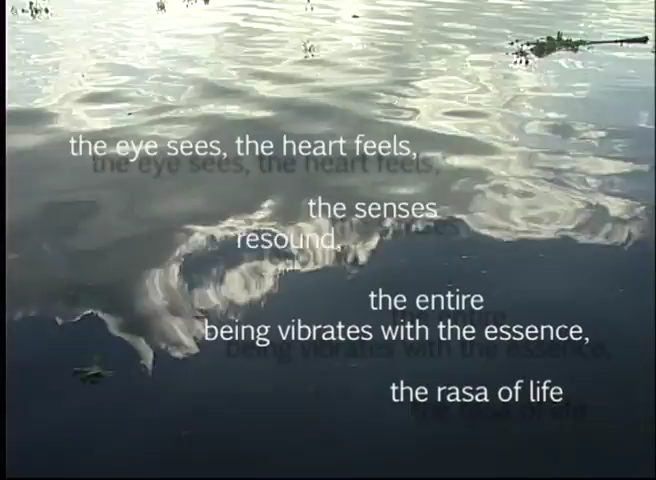 the eye sees, the heart feels,
the senses
resound,
the entire
being vibrates with the essence,
the rasa of life